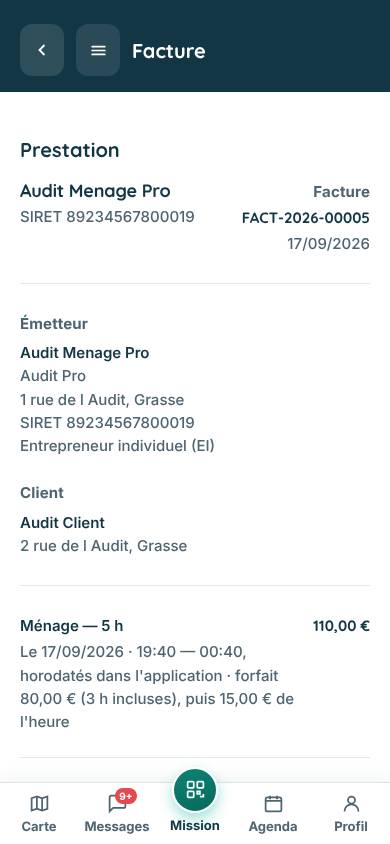 Facture
Prestation
Audit Menage Pro
Facture
SIRET 89234567800019
FACT-2026-00005
17/09/2026
Émetteur
Audit Menage Pro
Audit Pro
1 rue de l Audit, Grasse
SIRET 89234567800019
Entrepreneur individuel (EI)
Client
Audit Client
2 rue de l Audit, Grasse
Ménage — 5 h
110,00 €
Le 17/09/2026 · 19:40 — 00:40,
horodatés dans l'application · forfait
80,00 € (3 h incluses), puis 15,00 € de
l'heure
9+
Carte
Messages
Mission
Agenda
Profil